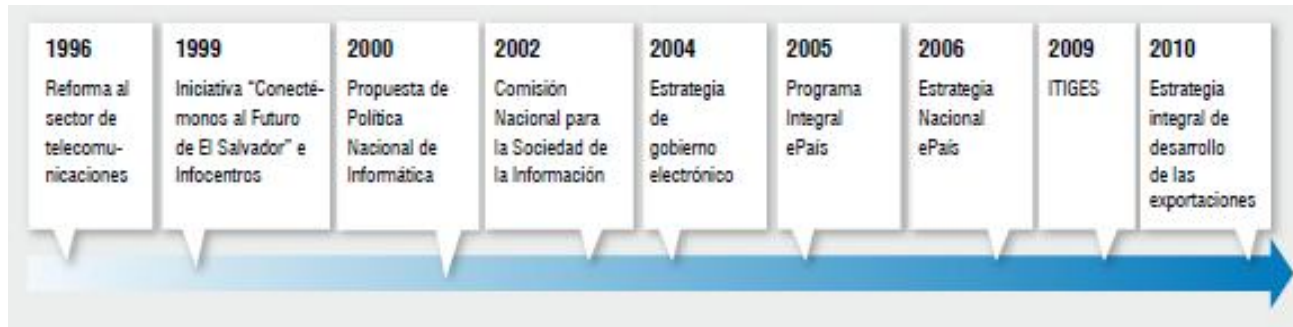 1996
Reforma al
sector de
telecomu-
nicaciones
1999
Iniciativa "Conecté-
monos al Futuro
de El Salvador" e
Infocentros
2000
Propuesta de
Política
Nacional de
Informática
2002
Comisión
Nacional para
la Sociedad de
la Información
2004
Estrategia
de
gobierno
electrónico
2005
Programa
Integral
ePaís
2006
Estrategia
Nacional
ePaís
2009
ITIGES
2010
Estrategia
integral de
desarrollo
de las
exportaciones